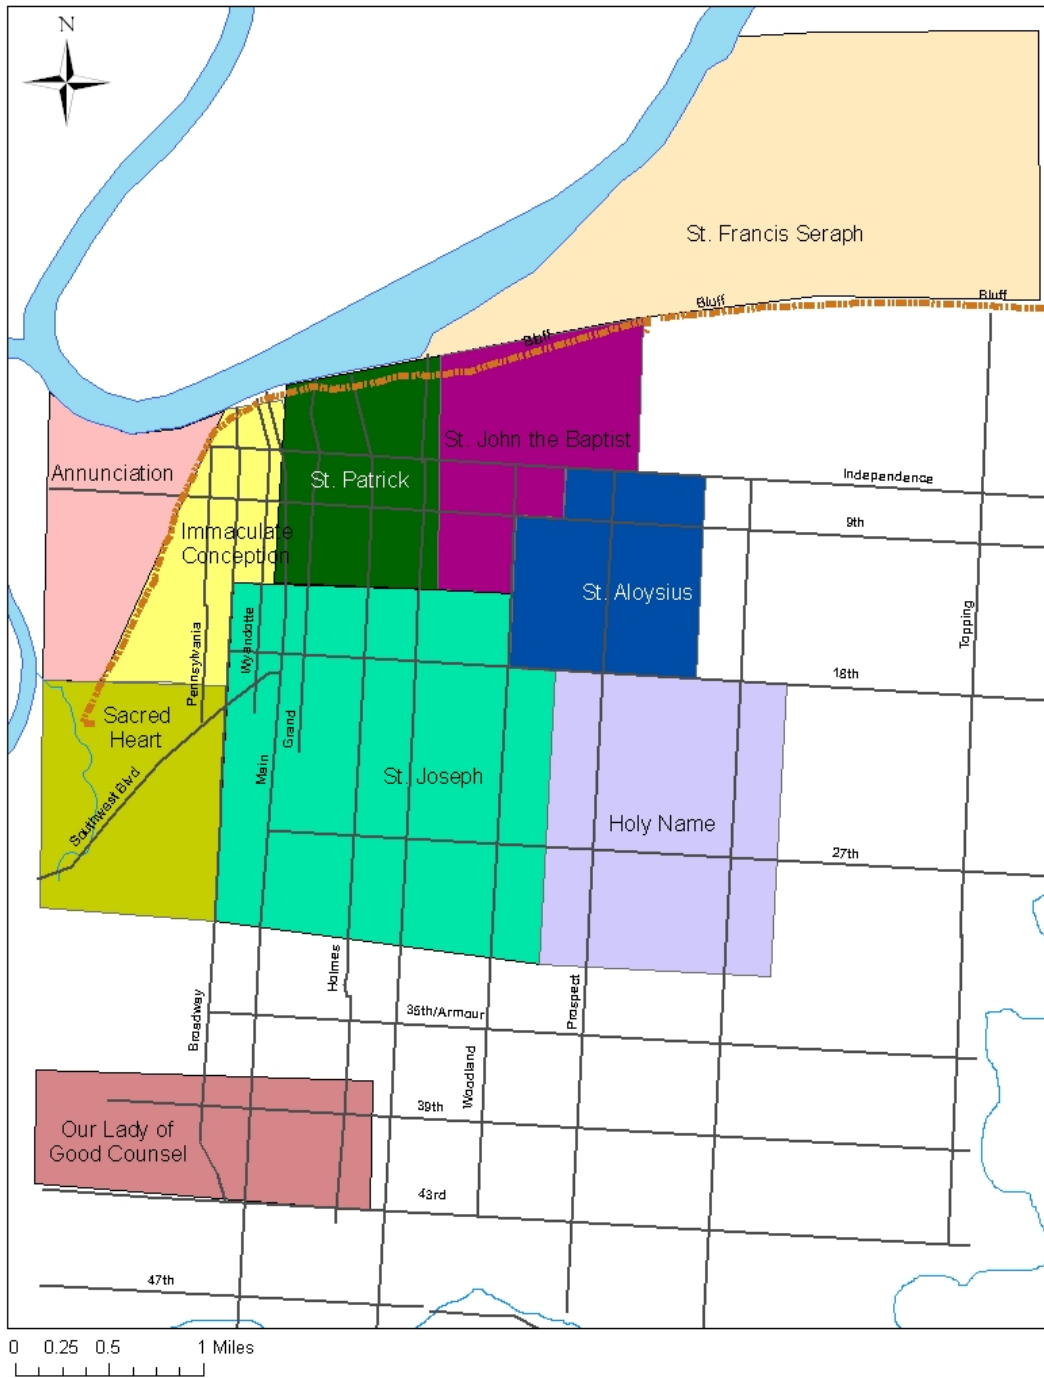 N
St. Francis Seraph
Bluff
Bluff
Bluff
St. John the Baptist
Annunciation
St. Patrick
Independence
9th
Immaculate
Conception
St. Aloysius
Topping
Pennsylvania
Wyandotte
18th
Sacred
Heart
Grand
Main
St. Joseph
Southwest Blvd
Holy Name
27th
Holmes
Prospect
Broadway
35th/Armour
Woodland
39th
Our Lady of
Good Counsel
43rd
47th
0 0.25 0.5 1 Miles